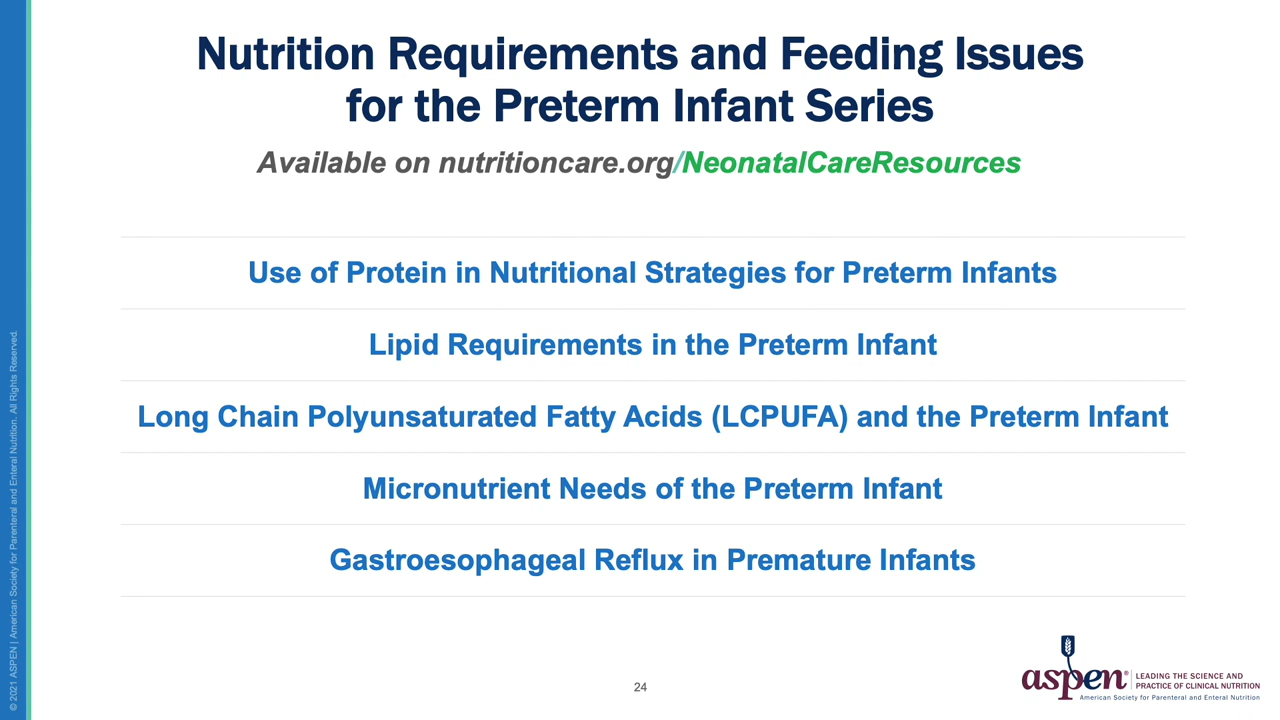 Nutrition Requirements and Feeding Issues
for the Preterm Infant Series
Available on nutritioncare.org/NeonatalCareResources
Use of Protein in Nutritional Strategies for Preterm Infants
Lipid Requirements in the Preterm Infant
Long Chain Polyunsaturated Fatty Acids (LCPUFA) and the Preterm Infant
Micronutrient Needs of the Preterm Infant
Gastroesophageal Reflux in Premature Infants
© 2021 ASPEN | American Society for Parenteral and Enteral Nutrition. All Rights Reserved.
24
aspen®
LEADING THE SCIENCE AND
PRACTICE OF CLINICAL NUTRITION
American Society for Parenteral and Enteral Nutrition